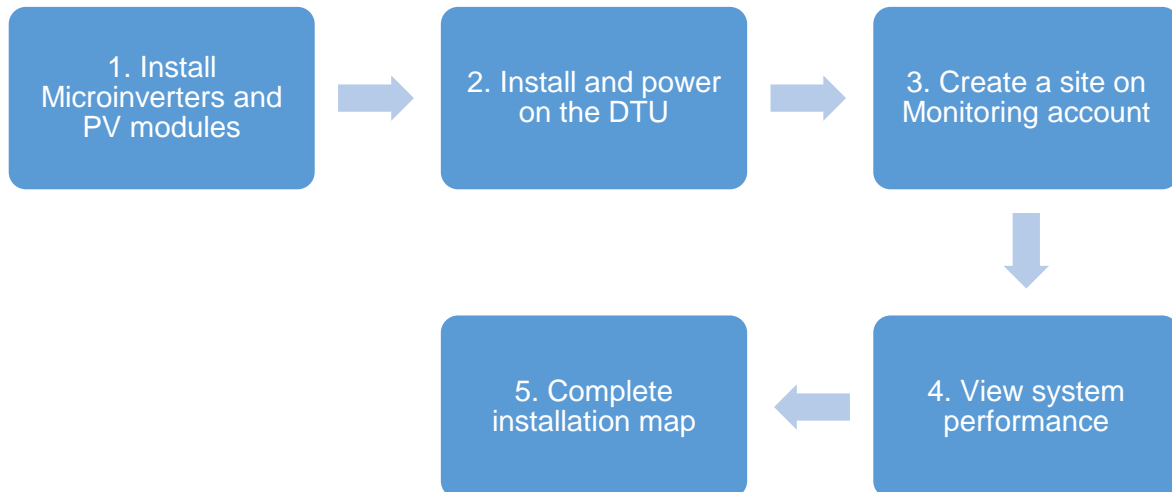 1. Install
Microinverters and
PV modules
2. Install and power
on the DTU
3. Create a site on
Monitoring account
4. View system
performance
5. Complete
installation map